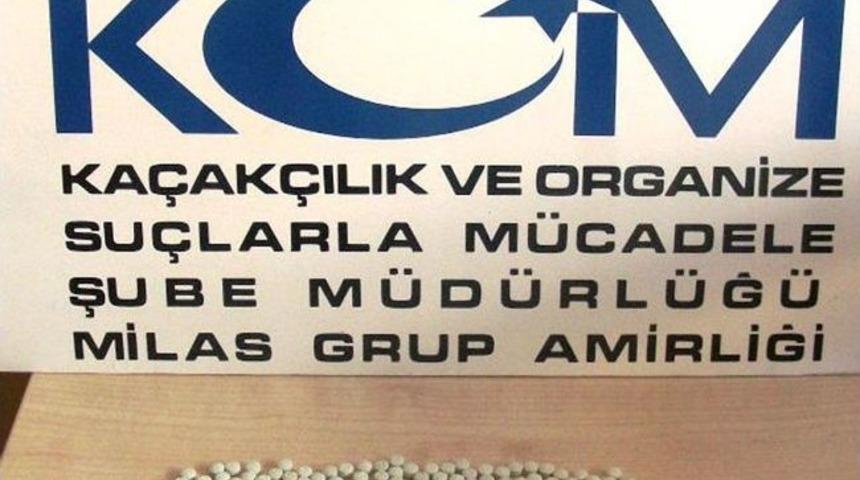 KOM
KAÇAKÇILIK VE ORGANİZE
SUÇLARLA MÜCADELE
ŞUBE MÜDÜRLÜĞÜ
MİLAS GRUP AMİRLİĞİ